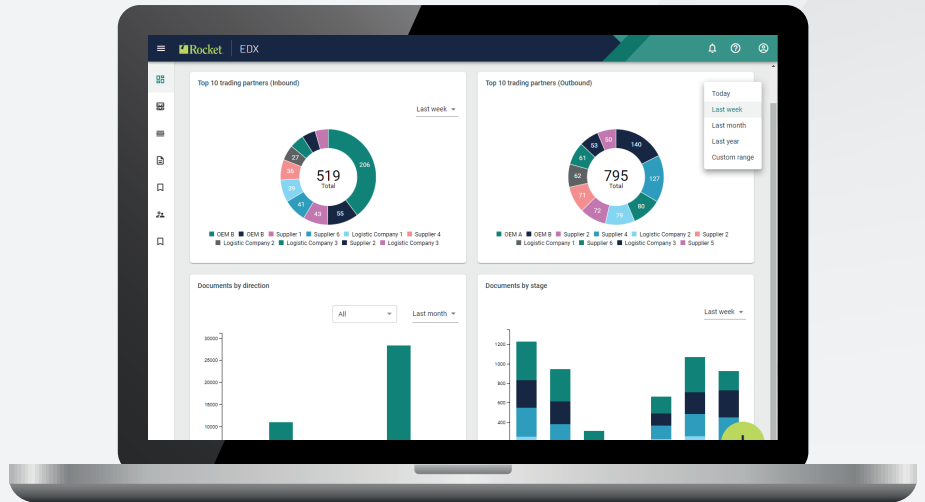 Rocket EDX
Top 10 trading partners (Inbound)
Last week
206
55
43
41
39
36
27
519
Total
OEM B OEM B Supplier 1 Supplier 6 Logistic Company 1 Supplier 4
Logistic Company 2 Logistic Company 3 Supplier 2 Logistic Company 3
Top 10 trading partners (Outbound)
Today
Last week
Last month
Last year
Custom range
140
127
80
79
72
71
62
61
53
50
795
Total
OEM A OEM B Supplier 2 Supplier 4 Logistic Company 2 Supplier 2
Logistic Company 1 Supplier 6 Logistic Company 3 Supplier 5
Documents by direction
All
Last month
30000
25000
20000
15000
10000
Documents by stage
Last week
1200
1000
800
600
400